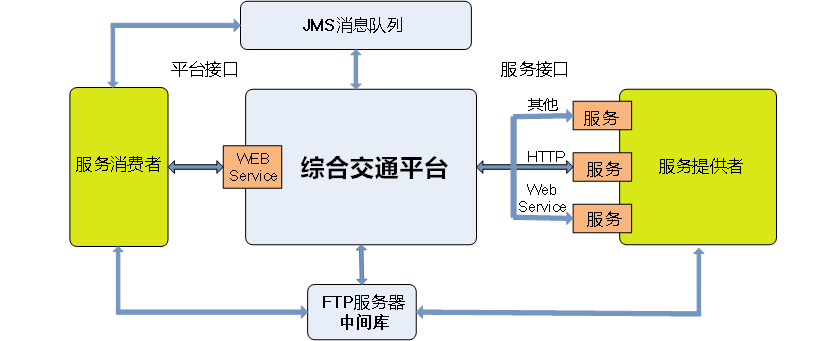 JMS消息队列
平台接口
服务接口
服务消费者
WEB
Service
综合交通平台
其他
HTTP
Web
Service
服务
服务
服务
服务提供者
FTP服务器
中间库